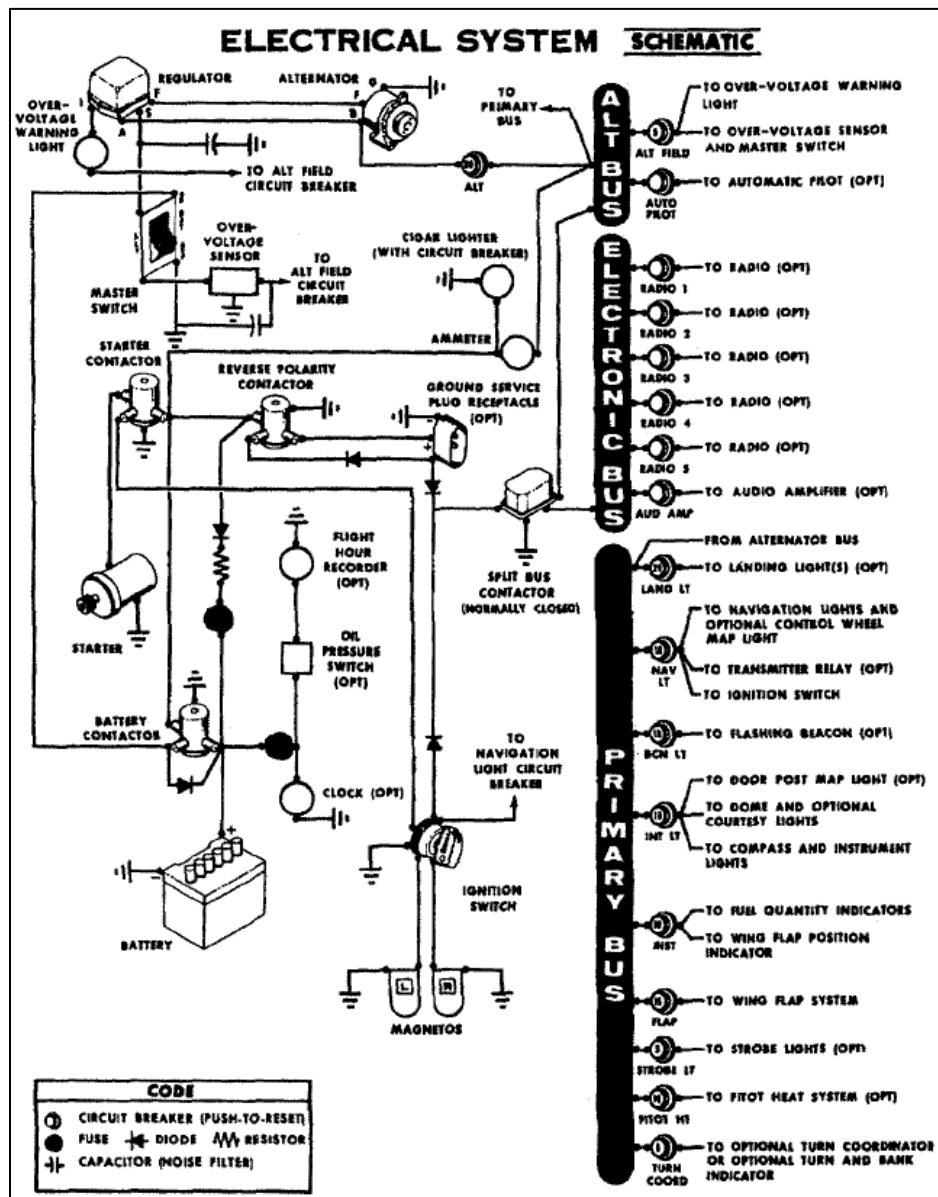 ELECTRICAL SYSTEM SCHEMATIC
REGULATOR
ALTERNATOR
G
F
F
I
S
A
B
OVER-
VOLTAGE
WARNING
LIGHT
TO ALT FIELD
CIRCUIT BREAKER
ALT
TO
PRIMARY
BUS
OVER-
VOLTAGE
SENSOR
TO
ALT FIELD
CIRCUIT
BREAKER
MASTER
SWITCH
CIGAR LIGHTER
(WITH CIRCUIT BREAKER)
AMMETER
STARTER
CONTACTOR
REVERSE POLARITY
CONTACTOR
GROUND SERVICE
PLUG RECEPTACLE
(OPT)
-
+
FLIGHT
HOUR
RECORDER
(OPT)
SPLIT BUS
CONTACTOR
(NORMALLY CLOSED)
STARTER
OIL
PRESSURE
SWITCH
(OPT)
BATTERY
CONTACTOR
TO
NAVIGATION
LIGHT CIRCUIT
BREAKER
CLOCK (OPT)
+
-
BATTERY
IGNITION
SWITCH
L
R
MAGNETOS
ALT BUS
TO OVER-VOLTAGE WARNING
LIGHT
TO OVER-VOLTAGE SENSOR
AND MASTER SWITCH
ALT FIELD
TO AUTOMATIC PILOT (OPT)
AUTO
PILOT
ELECTRONIC BUS
TO RADIO (OPT)
RADIO 1
TO RADIO (OPT)
RADIO 2
TO RADIO (OPT)
RADIO 3
TO RADIO (OPT)
RADIO 4
TO RADIO (OPT)
RADIO 5
TO AUDIO AMPLIFIER (OPT)
AUD AMP
PRIMARY BUS
FROM ALTERNATOR BUS
TO LANDING LIGHT(S) (OPT)
LAND LT
TO NAVIGATION LIGHTS AND
OPTIONAL CONTROL WHEEL
MAP LIGHT
TO TRANSMITTER RELAY (OPT)
TO IGNITION SWITCH
NAV
LT
TO FLASHING BEACON (OPT)
BCN LT
TO DOOR POST MAP LIGHT (OPT)
TO DOME AND OPTIONAL
COURTESY LIGHTS
TO COMPASS AND INSTRUMENT
LIGHTS
INT LT
TO FUEL QUANTITY INDICATORS
TO WING FLAP POSITION
INDICATOR
INST
TO WING FLAP SYSTEM
FLAP
TO STROBE LIGHTS (OPT)
STROBE LT
TO PITOT HEAT SYSTEM (OPT)
PITOT HT
TO OPTIONAL TURN COORDINATOR
OR OPTIONAL TURN AND BANK
INDICATOR
TURN
COORD
CODE
CIRCUIT BREAKER (PUSH-TO-RESET)
FUSE DIODE RESISTOR
CAPACITOR (NOISE FILTER)